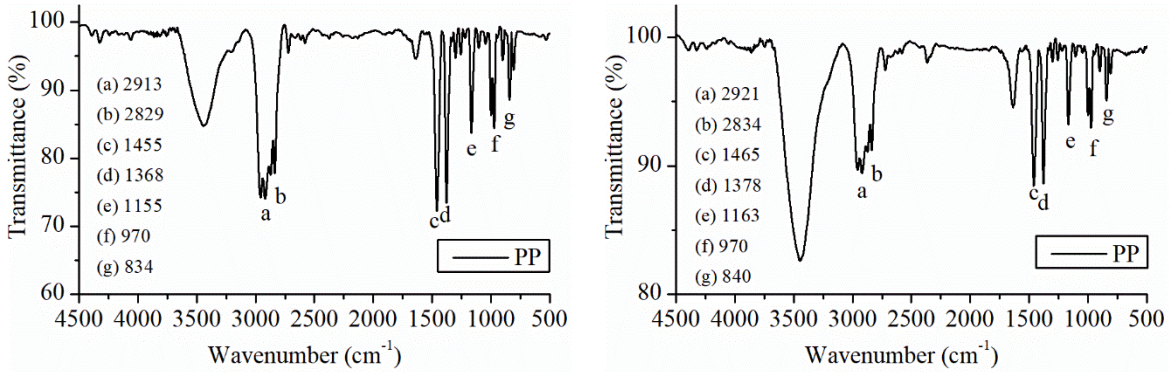 100
90
80
70
60
Transmittance (%)
(a) 2913
(b) 2829
(c) 1455
(d) 1368
(e) 1155
(f) 970
(g) 834
a
b
c
d
e
f
g
PP
4500 3500 3000 2500 2000 1500 1000 500
Wavenumber (cm⁻¹)
100
90
80
Transmittance (%)
(a) 2921
(b) 2834
(c) 1465
(d) 1378
(e) 1163
(f) 970
(g) 840
a
b
c
d
e
f
g
PP
4500 3500 3000 2500 2000 1500 1000 500
Wavenumber (cm⁻¹)